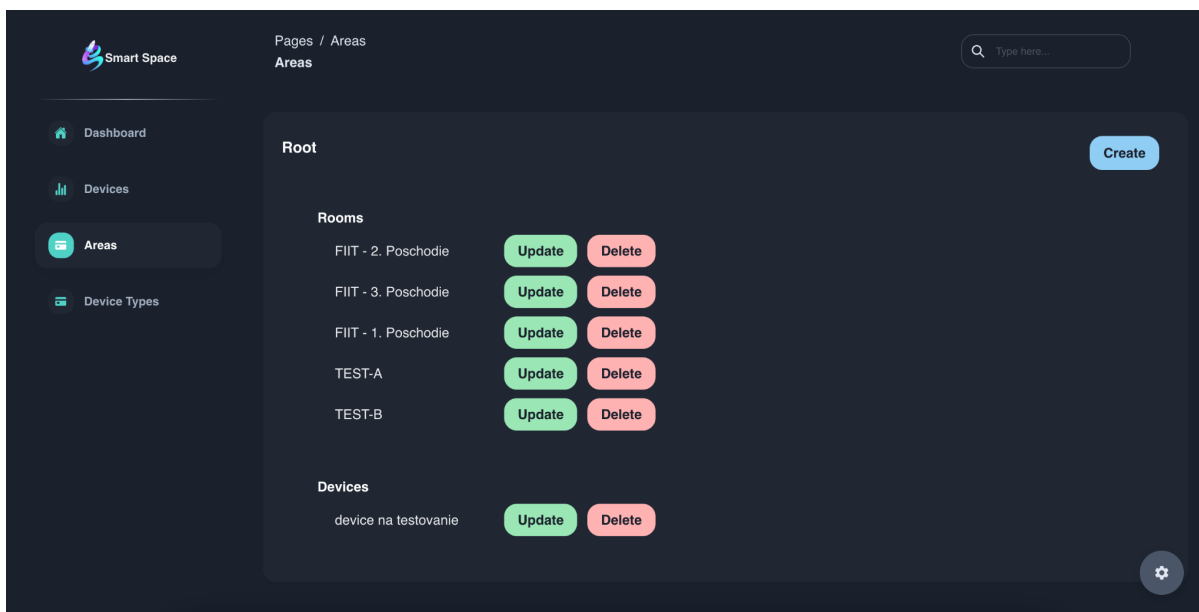 Smart Space
Pages / Areas
Areas
Type here...
Dashboard
Devices
Areas
Device Types
Root
Create
Rooms
FIIT - 2. Poschodie Update Delete
FIIT - 3. Poschodie Update Delete
FIIT - 1. Poschodie Update Delete
TEST-A Update Delete
TEST-B Update Delete
Devices
device na testovanie Update Delete